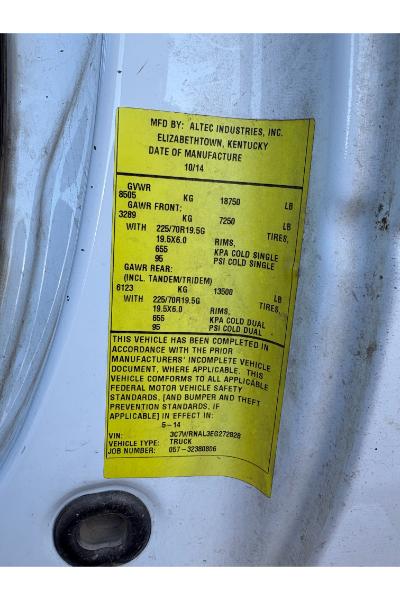 MFD BY: ALTEC INDUSTRIES, INC.
ELIZABETHTOWN, KENTUCKY
DATE OF MANUFACTURE
10/14
GVWR
8505 KG 18750 LB
GAWR FRONT:
3289 KG 7250 LB
WITH 225/70R19.5G TIRES,
19.5X6.0 RIMS,
655 KPA COLD SINGLE
95 PSI COLD SINGLE
GAWR REAR:
(INCL. TANDEM/TRIDEM)
6123 KG 13500 LB
WITH 225/70R19.5G TIRES,
19.5X6.0 RIMS,
655 KPA COLD DUAL
95 PSI COLD DUAL
THIS VEHICLE HAS BEEN COMPLETED IN
ACCORDANCE WITH THE PRIOR
MANUFACTURERS' INCOMPLETE VEHICLE
DOCUMENT, WHERE APPLICABLE. THIS
VEHICLE CONFORMS TO ALL APPLICABLE
FEDERAL MOTOR VEHICLE SAFETY
STANDARDS, [AND BUMPER AND THEFT
PREVENTION STANDARDS, IF
APPLICABLE] IN EFFECT IN:
5-14
VIN: 3C7WRNAL3EG272928
VEHICLE TYPE: TRUCK
JOB NUMBER: 057-32380806